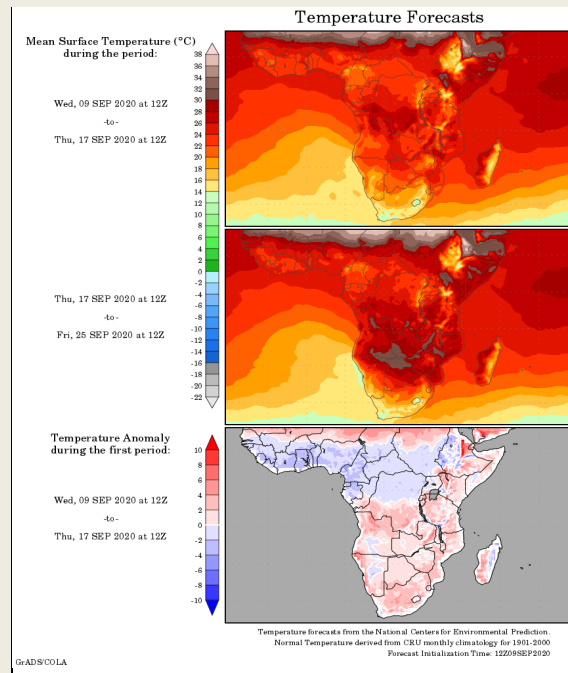 Temperature Forecasts
Mean Surface Temperature (°C)
during the period:
38
36
34
32
30
28
26
24
22
20
18
16
14
12
10
8
6
4
2
0
-2
-4
-6
-8
-10
-12
-14
-16
-18
-20
-22
Wed, 09 SEP 2020 at 12Z
-to-
Thu, 17 SEP 2020 at 12Z
Thu, 17 SEP 2020 at 12Z
-to-
Fri, 25 SEP 2020 at 12Z
Temperature Anomaly
during the first period:
10
8
6
4
2
0
-2
-4
-6
-8
-10
Wed, 09 SEP 2020 at 12Z
-to-
Thu, 17 SEP 2020 at 12Z
Temperature forecasts from the National Centers for Environmental Prediction.
Normal Temperature derived from CRU monthly climatology for 1901-2000
Forecast Initialization Time: 12Z09SEP2020
GrADS/COLA